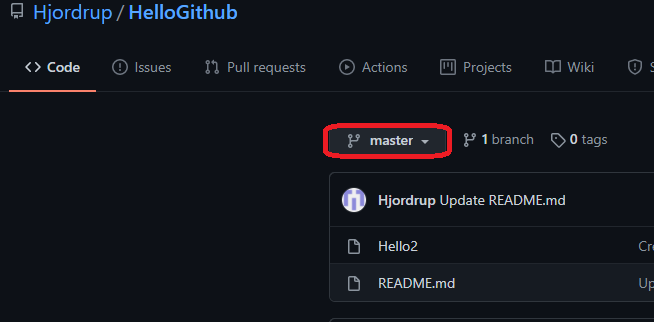 Hjordrup / HelloGithub
Code Issues Pull requests Actions Projects Wiki
master 1 branch 0 tags
Hjordrup Update README.md
Hello2 Cre
README.md Up